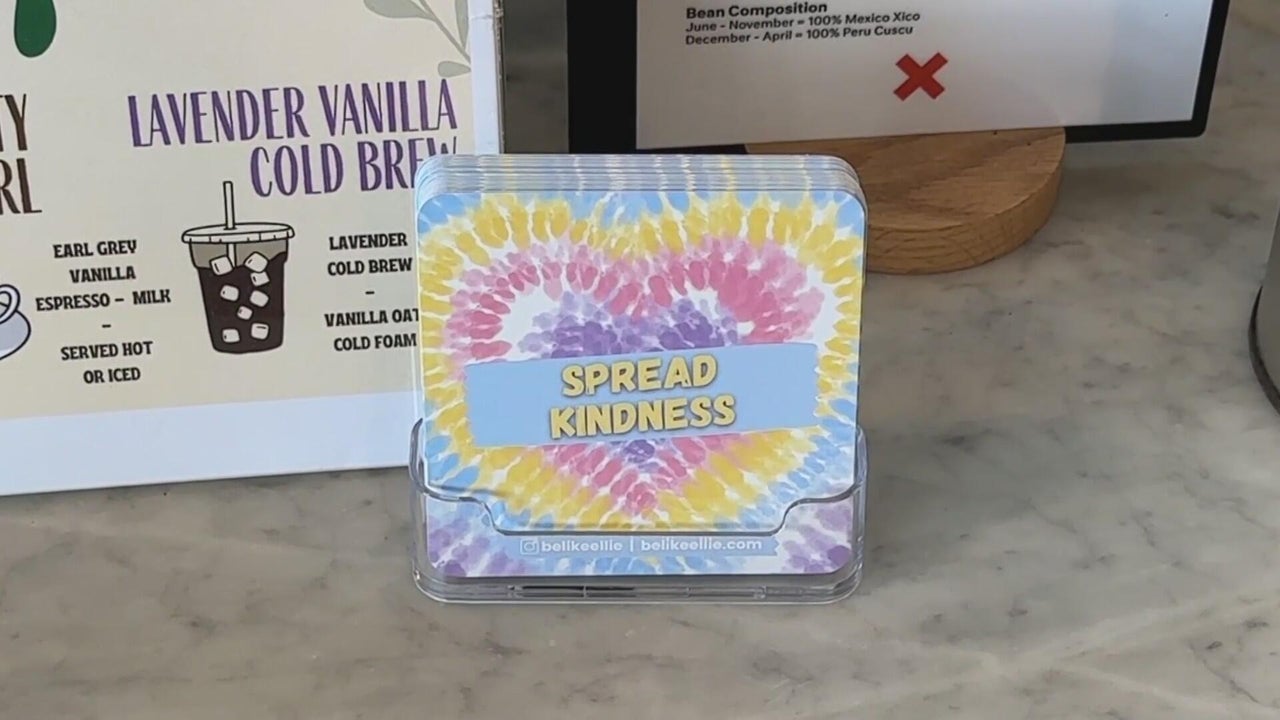 Bean Composition
June - November = 100% Mexico Xico
December - April = 100% Peru Cuscu
LAVENDER VANILLA
COLD BREW
EARL GREY
VANILLA
ESPRESSO - MILK
-
SERVED HOT
OR ICED
LAVENDER
COLD BREW
-
VANILLA OAT
COLD FOAM
SPREAD
KINDNESS
belikeellie | belikeellie.com